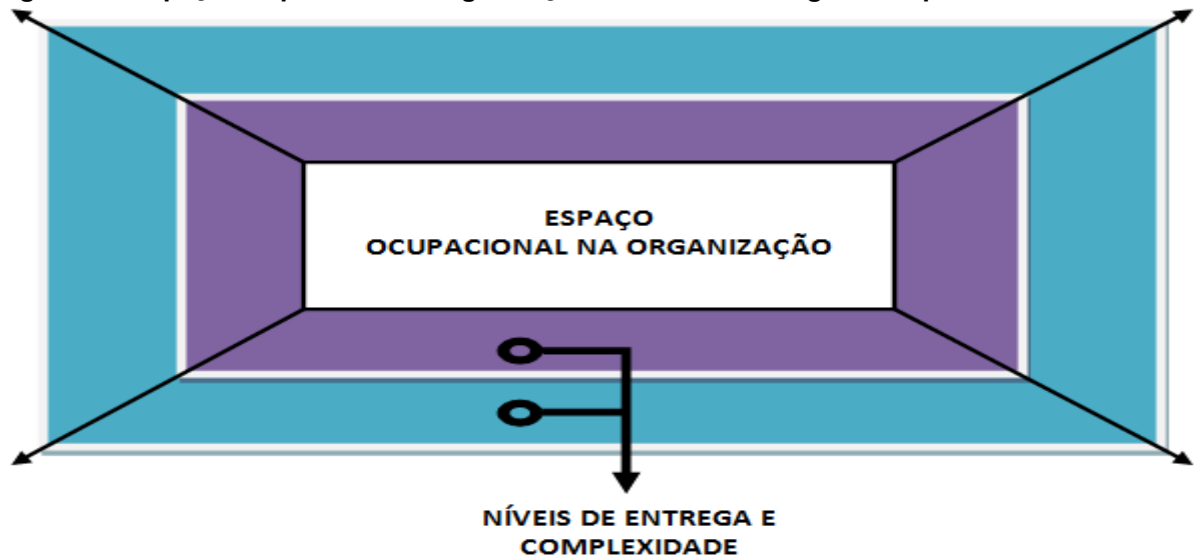 ESPAÇO
OCUPACIONAL NA ORGANIZAÇÃO
NÍVEIS DE ENTREGA E
COMPLEXIDADE